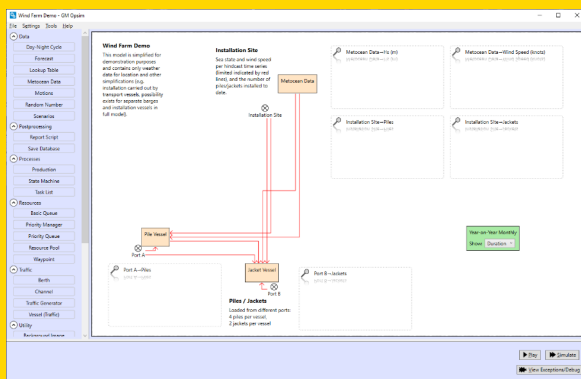 Wind Farm Demo - GM Opsim
File Settings Tools Help
Data
Day-Night Cycle
Forecast
Lookup Table
Metocean Data
Motions
Random Number
Scenarios
Postprocessing
Report Script
Save Database
Processes
Production
State Machine
Task List
Resources
Basic Queue
Priority Manager
Priority Queue
Resource Pool
Waypoint
Traffic
Berth
Channel
Traffic Generator
Vessel (Traffic)
Utility
Background Image
Wind Farm Demo
This model is simplified for
demonstration purposes
and contains only weather
data for location and other
simplifications (e.g.
installation carried out by
transport vessels, possibility
exists for separate barges
and installation vessels in
full model).
Installation Site
Sea state and wind speed
per hindcast time series
(limited indicated by red
lines), and the number of
piles/jackets installed to
date.
Metocean Data
Installation Site
Metocean Data—Hs (m)
Metocean Data—Wind Speed (knots)
Installation Site—Piles
Installation Site—Jackets
Year-on-Year Monthly
Show: Duration
Pile Vessel
Port A
Port A—Piles
Jacket Vessel
Port B
Port B—Jackets
Piles / Jackets
Loaded from different ports:
4 piles per vessel,
2 jackets per vessel
Play
Simulate
View Exceptions/Debug